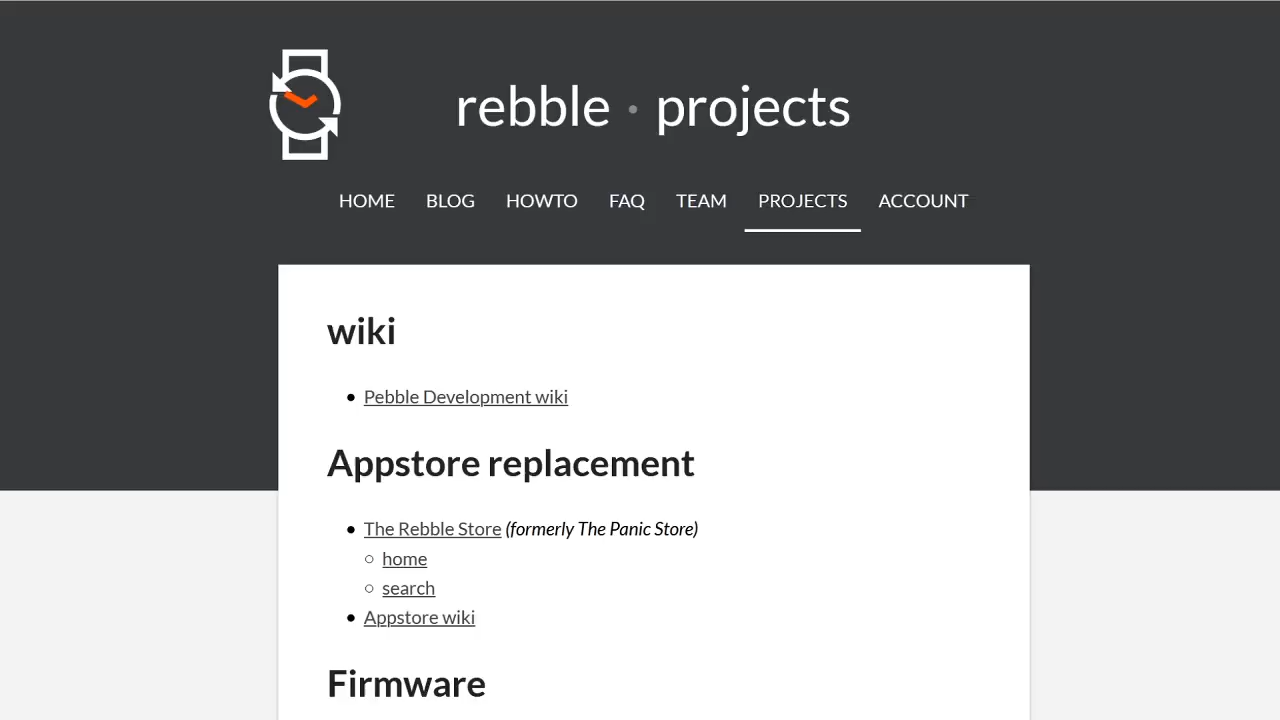 rebble · projects
HOME BLOG HOWTO FAQ TEAM PROJECTS ACCOUNT
wiki
Pebble Development wiki
Appstore replacement
The Rebble Store (formerly The Panic Store)
home
search
Appstore wiki
Firmware